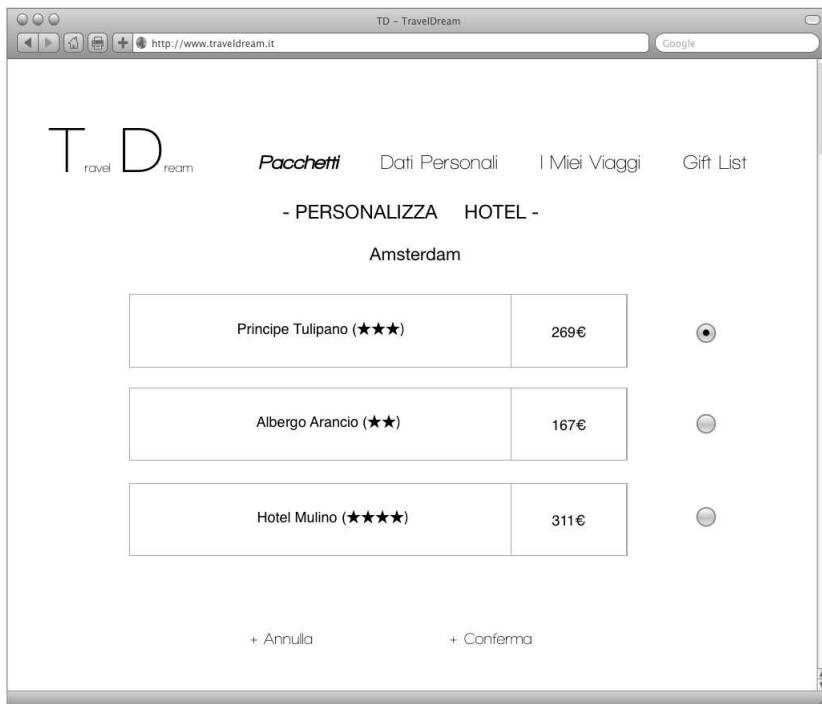 TD - TravelDream
http://www.traveldream.it
Google
Travel Dream
Pacchetti Dati Personali I Miei Viaggi Gift List
- PERSONALIZZA HOTEL -
Amsterdam
Principe Tulipano (★★★) 269€
Albergo Arancio (★★) 167€
Hotel Mulino (★★★★) 311€
+ Annulla + Conferma